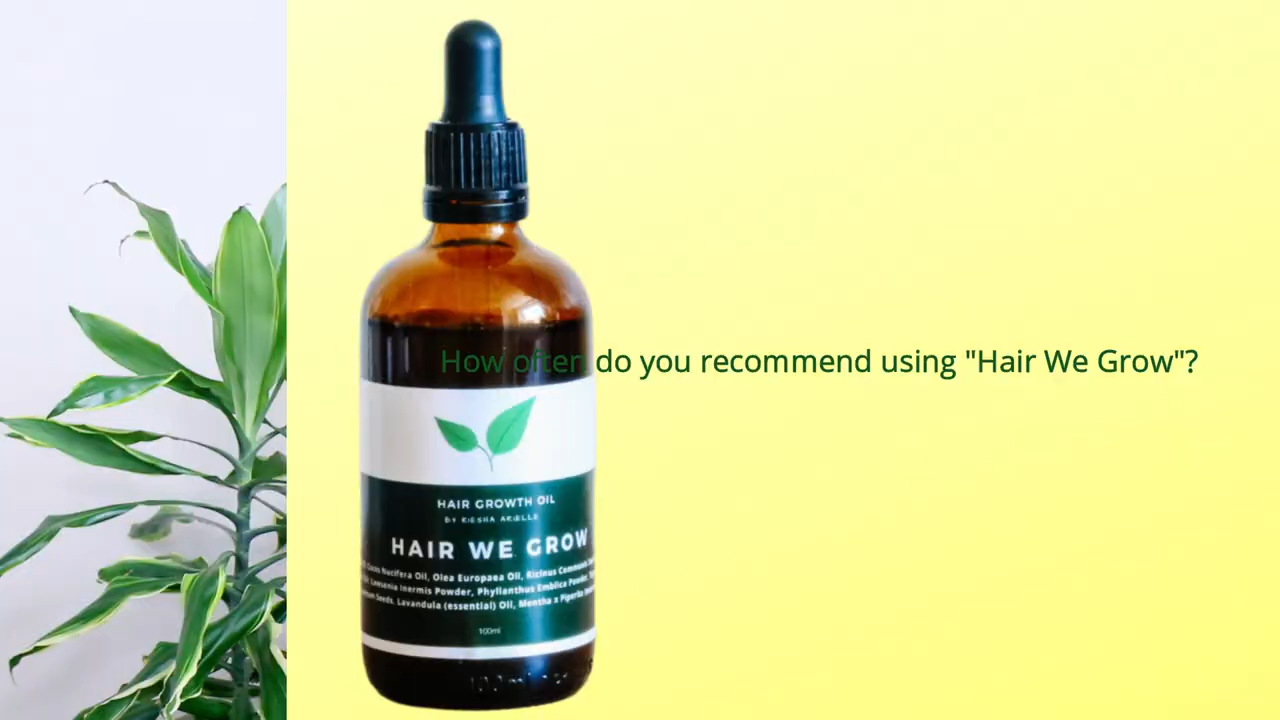 How often do you recommend using "Hair We Grow"?
HAIR GROWTH OIL
BY KIESHA ARIELLE
HAIR WE GROW
Nucifera Oil, Olea Europaea Oil, Ricinus
Lawsonia Inermis Powder, Phyllanthus Emblica Powder,
Seeds, Lavandula (essential) Oil, Mentha x Piperita
100ml